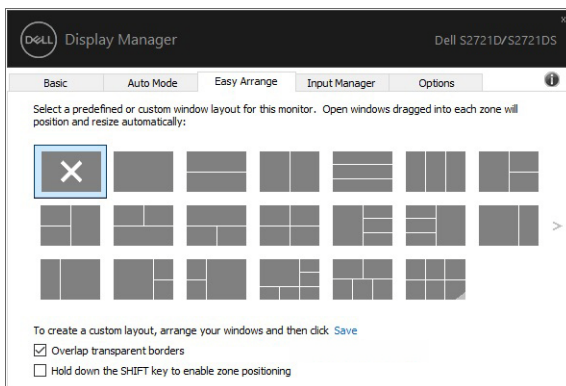 x
DELL Display Manager Dell S2721D/S2721DS
Basic Auto Mode Easy Arrange Input Manager Options
Select a predefined or custom window layout for this monitor. Open windows dragged into each zone will
position and resize automatically:
To create a custom layout, arrange your windows and then click Save
Overlap transparent borders
Hold down the SHIFT key to enable zone positioning